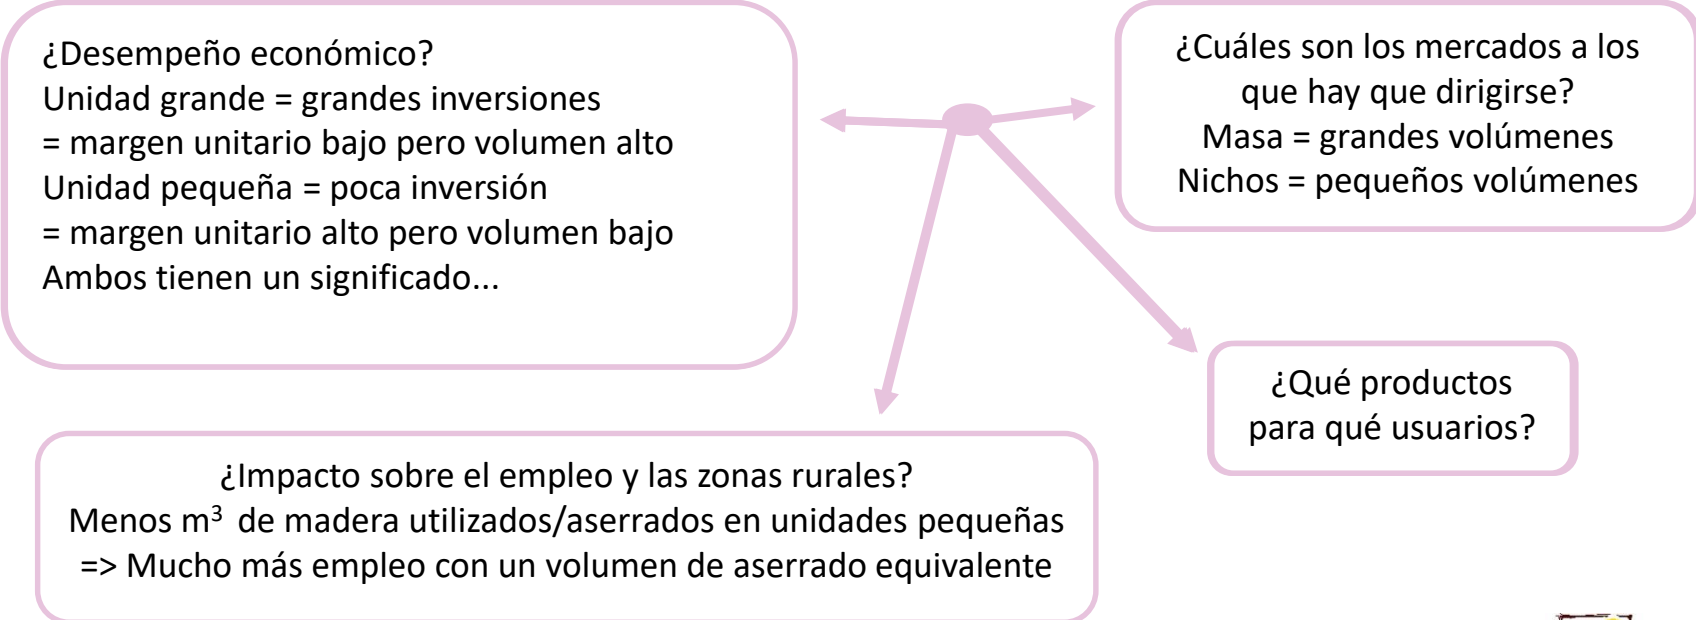 ¿Desempeño económico?
Unidad grande = grandes inversiones
= margen unitario bajo pero volumen alto
Unidad pequeña = poca inversión
= margen unitario alto pero volumen bajo
Ambos tienen un significado...
¿Cuáles son los mercados a los
que hay que dirigirse?
Masa = grandes volúmenes
Nichos = pequeños volúmenes
¿Qué productos
para qué usuarios?
¿Impacto sobre el empleo y las zonas rurales?
Menos m³ de madera utilizados/aserrados en unidades pequeñas
=> Mucho más empleo con un volumen de aserrado equivalente